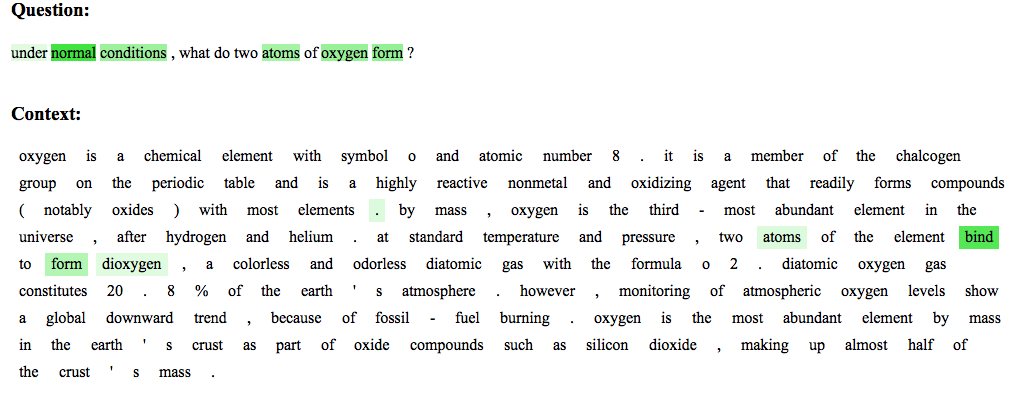 Question:
under normal conditions , what do two atoms of oxygen form ?
Context:
oxygen is a chemical element with symbol o and atomic number 8 . it is a member of the chalcogen
group on the periodic table and is a highly reactive nonmetal and oxidizing agent that readily forms compounds
( notably oxides ) with most elements . by mass , oxygen is the third - most abundant element in the
universe , after hydrogen and helium . at standard temperature and pressure , two atoms of the element bind
to form dioxygen , a colorless and odorless diatomic gas with the formula o 2 . diatomic oxygen gas
constitutes 20 . 8 % of the earth ' s atmosphere . however , monitoring of atmospheric oxygen levels show
a global downward trend , because of fossil - fuel burning . oxygen is the most abundant element by mass
in the earth ' s crust as part of oxide compounds such as silicon dioxide , making up almost half of
the crust ' s mass .